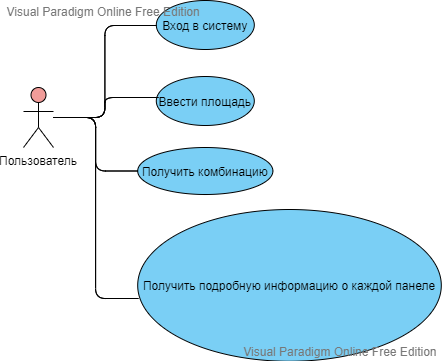 Visual Paradigm Online Free Edition
Вход в систему
Ввести площадь
Пользователь
Получить комбинацию
Получить подробную информацию о каждой панеле
Visual Paradigm Online Free Edition